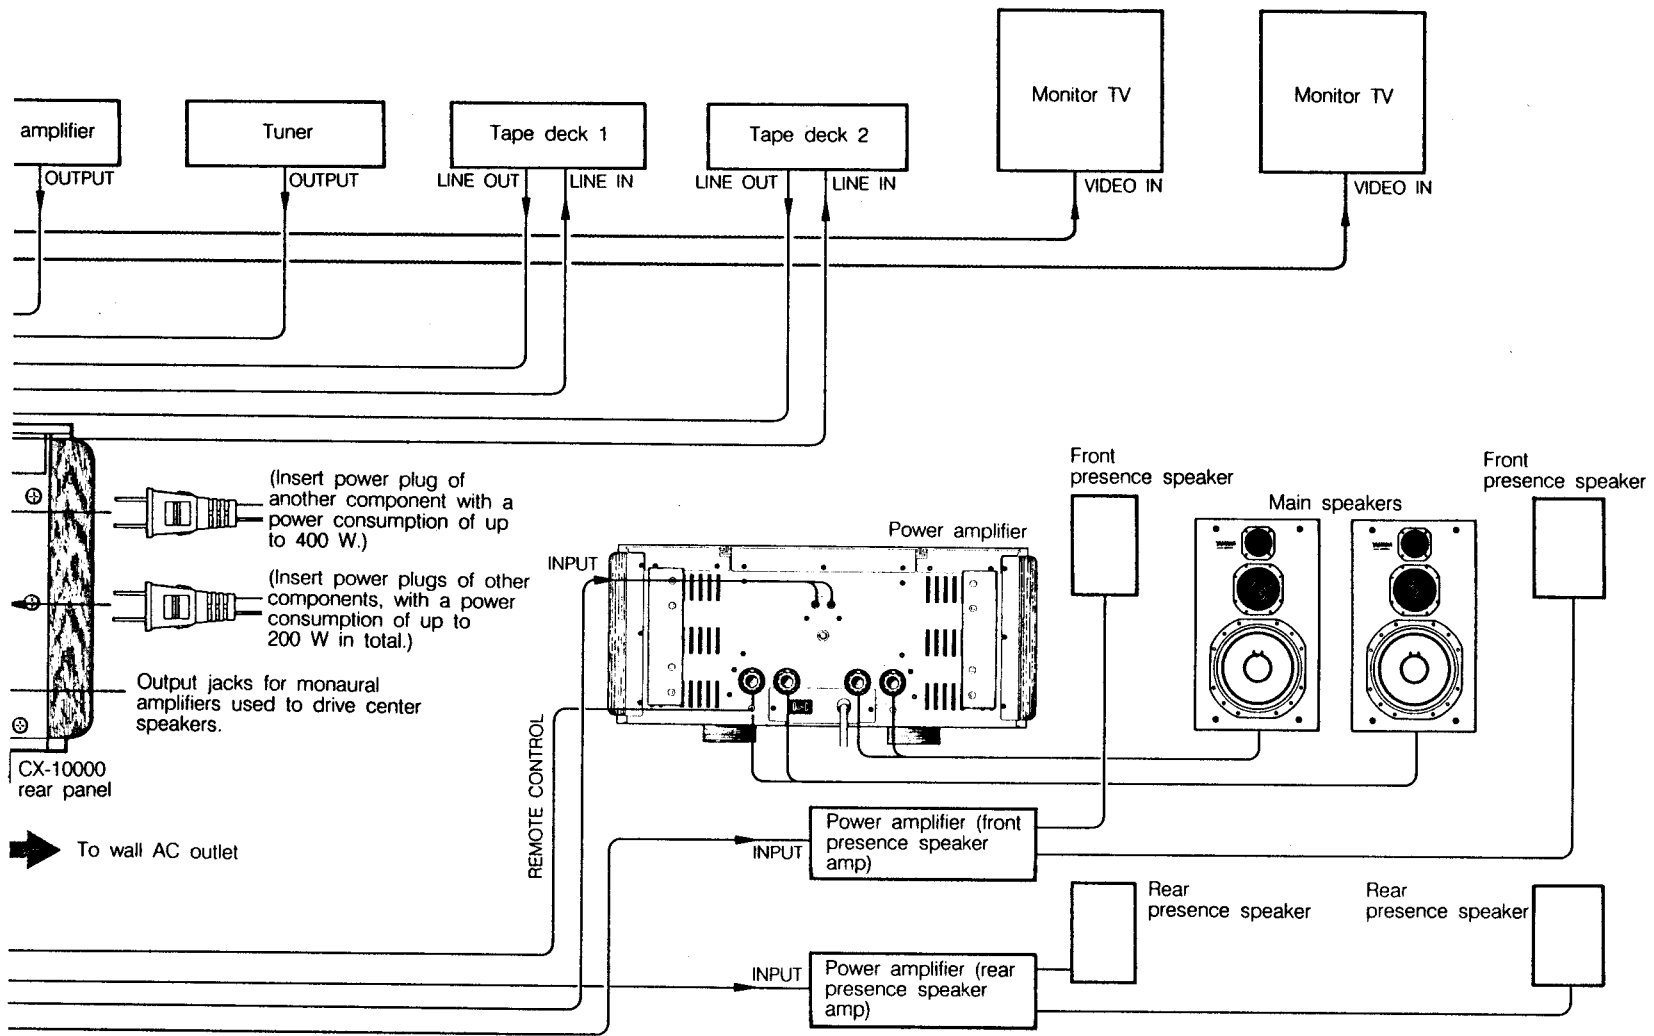 Monitor TV
Monitor TV
amplifier
Tuner
Tape deck 1
Tape deck 2
OUTPUT
OUTPUT
LINE OUT
LINE IN
LINE OUT
LINE IN
VIDEO IN
VIDEO IN
(Insert power plug of
another component with a
power consumption of up
to 400 W.)
(Insert power plugs of other
components, with a power
consumption of up to
200 W in total.)
Output jacks for monaural
amplifiers used to drive center
speakers.
CX-10000
rear panel
To wall AC outlet
REMOTE CONTROL
INPUT
Power amplifier
Front
presence speaker
Main speakers
Front
presence speaker
Power amplifier (front
presence speaker
amp)
INPUT
Rear
presence speaker
Rear
presence speaker
Power amplifier (rear
presence speaker
amp)
INPUT